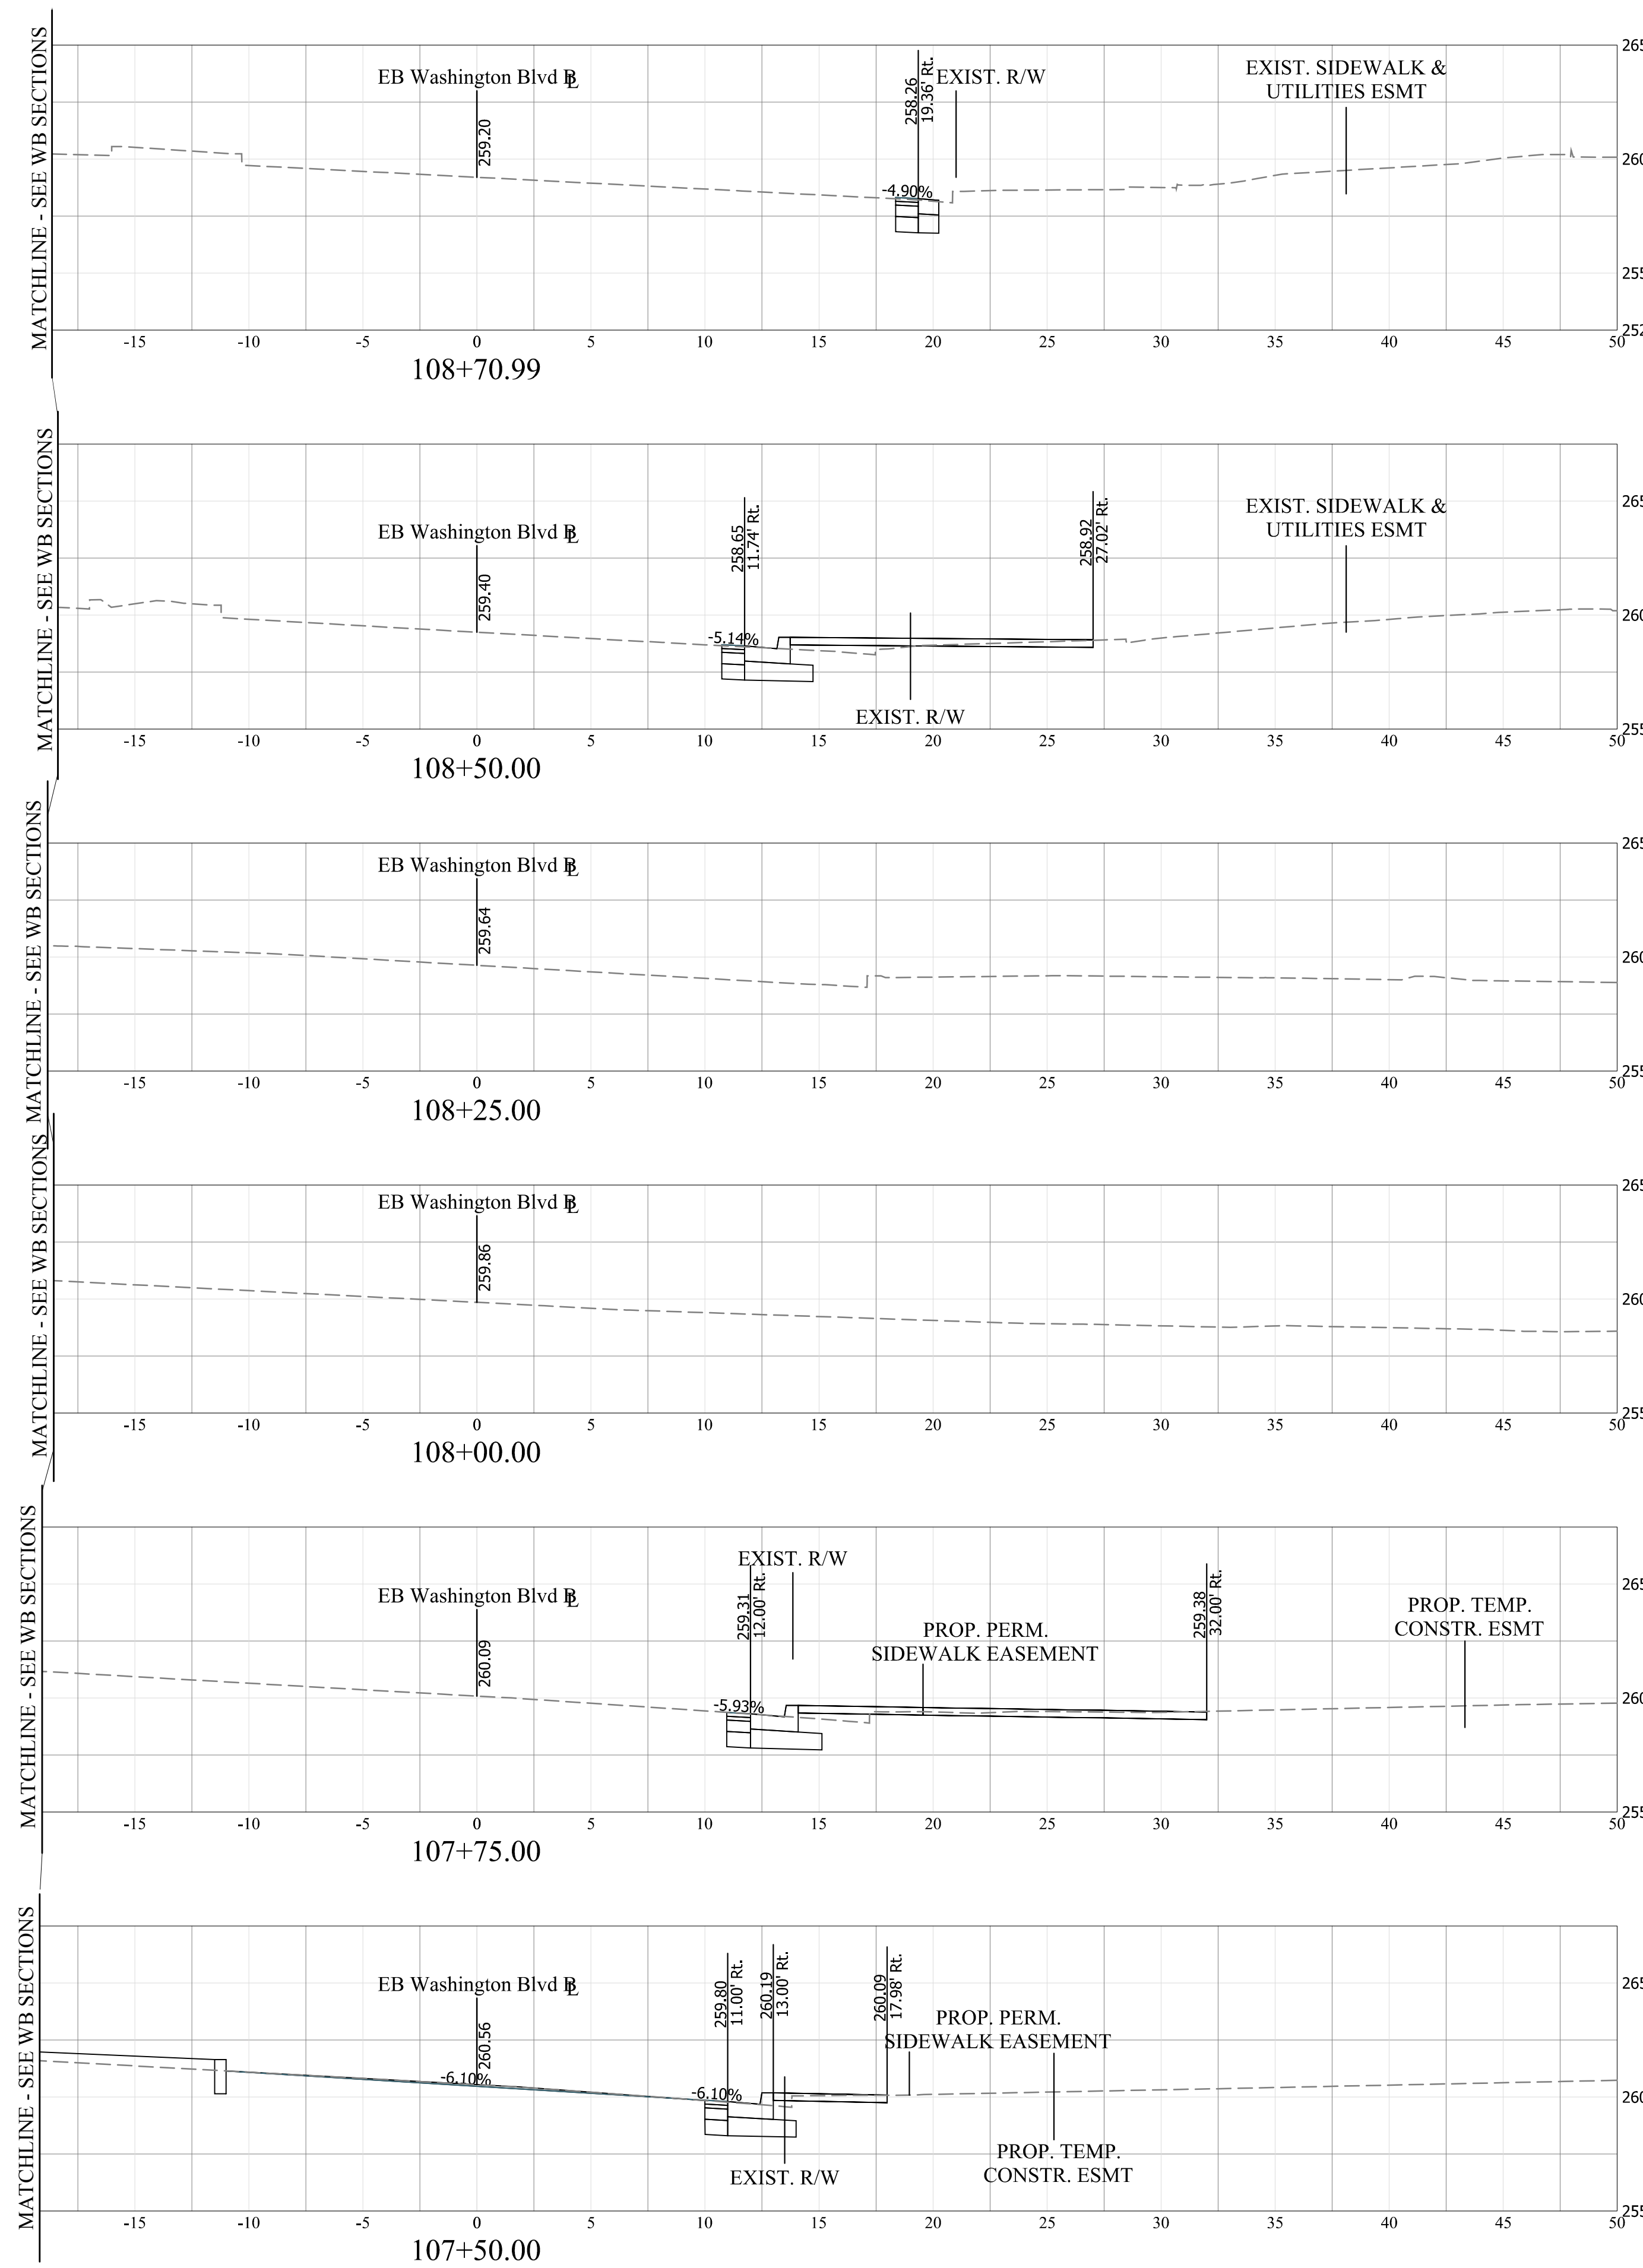 MATCHLINE - SEE WB SECTIONS
EB Washington Blvd BL
259.20
258.26
19.36' Rt.
EXIST. R/W
EXIST. SIDEWALK &
UTILITIES ESMT
-4.90%
260
255
-15 -10 -5 0 5 10 15 20 25 30 35 40 45 50
108+70.99
MATCHLINE - SEE WB SECTIONS
EB Washington Blvd BL
259.40
258.65
11.74' Rt.
258.92
27.02' Rt.
EXIST. SIDEWALK &
UTILITIES ESMT
-5.14%
EXIST. R/W
260
-15 -10 -5 0 5 10 15 20 25 30 35 40 45 50
108+50.00
MATCHLINE - SEE WB SECTIONS
EB Washington Blvd BL
259.64
260
-15 -10 -5 0 5 10 15 20 25 30 35 40 45 50
108+25.00
MATCHLINE - SEE WB SECTIONS
EB Washington Blvd BL
259.86
260
-15 -10 -5 0 5 10 15 20 25 30 35 40 45 50
108+00.00
MATCHLINE - SEE WB SECTIONS
EXIST. R/W
EB Washington Blvd BL
260.09
259.31
12.00' Rt.
259.38
32.00' Rt.
PROP. PERM.
SIDEWALK EASEMENT
PROP. TEMP.
CONSTR. ESMT
-5.93%
260
-15 -10 -5 0 5 10 15 20 25 30 35 40 45 50
107+75.00
MATCHLINE - SEE WB SECTIONS
EB Washington Blvd BL
260.56
259.80
11.00' Rt.
260.19
13.00' Rt.
260.09
17.98' Rt.
PROP. PERM.
SIDEWALK EASEMENT
-6.10%
-6.10%
260
EXIST. R/W
PROP. TEMP.
CONSTR. ESMT
-15 -10 -5 0 5 10 15 20 25 30 35 40 45 50
107+50.00